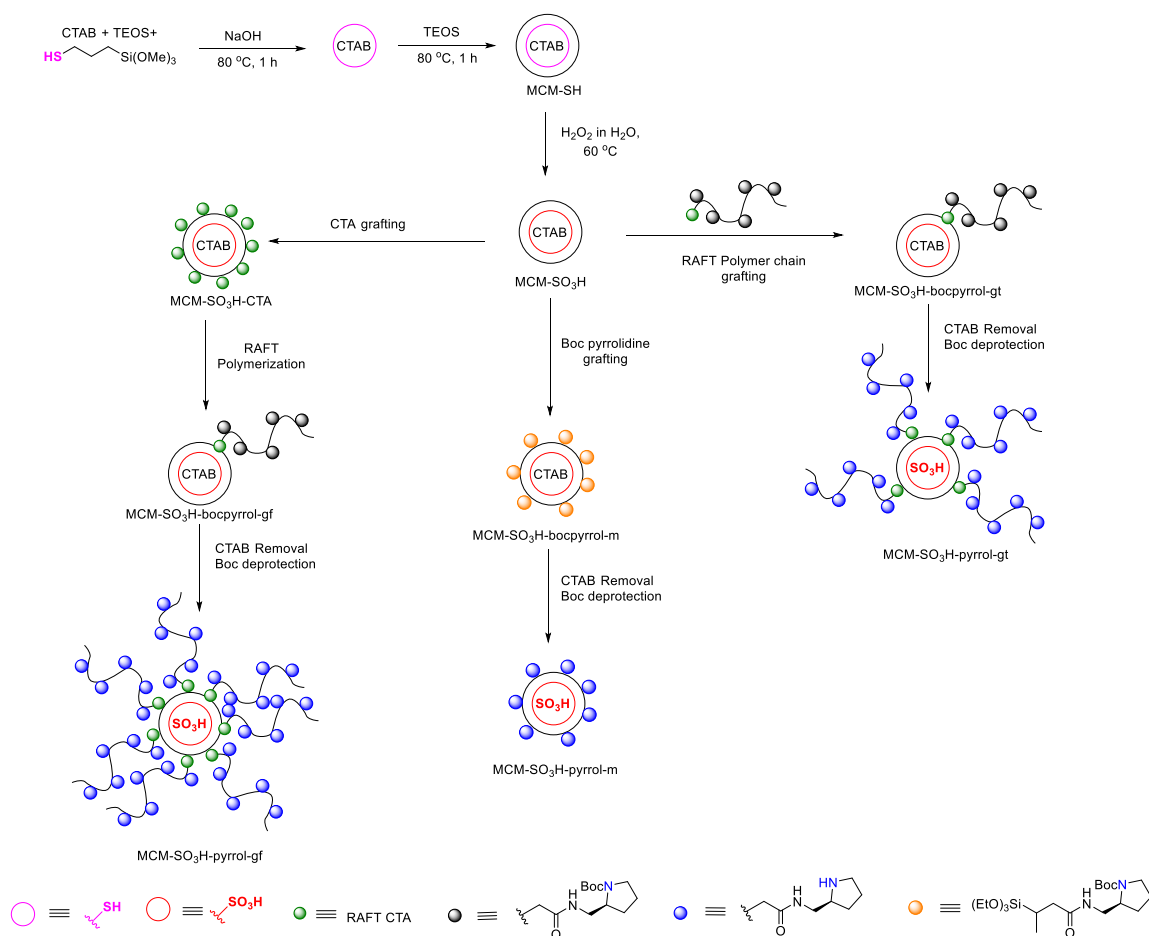 CTAB + TEOS+
HS
Si(OMe)3
NaOH
80 °C, 1 h
CTAB
TEOS
80 °C, 1 h
CTAB
MCM-SH
H2O2 in H2O,
60 °C
CTAB
MCM-SO3H-CTA
CTA grafting
CTAB
MCM-SO3H
RAFT Polymer chain
grafting
CTAB
MCM-SO3H-bocpyrrol-gt
RAFT
Polymerization
Boc pyrrolidine
grafting
CTAB Removal
Boc deprotection
CTAB
MCM-SO3H-bocpyrrol-gf
CTAB
MCM-SO3H-bocpyrrol-m
SO3H
MCM-SO3H-pyrrol-gt
CTAB Removal
Boc deprotection
CTAB Removal
Boc deprotection
SO3H
MCM-SO3H-pyrrol-gf
SO3H
MCM-SO3H-pyrrol-m
SH
SO3H
RAFT CTA
BocN
H
N
O
HN
H
N
O
(EtO)3Si
O
H
N
BocN